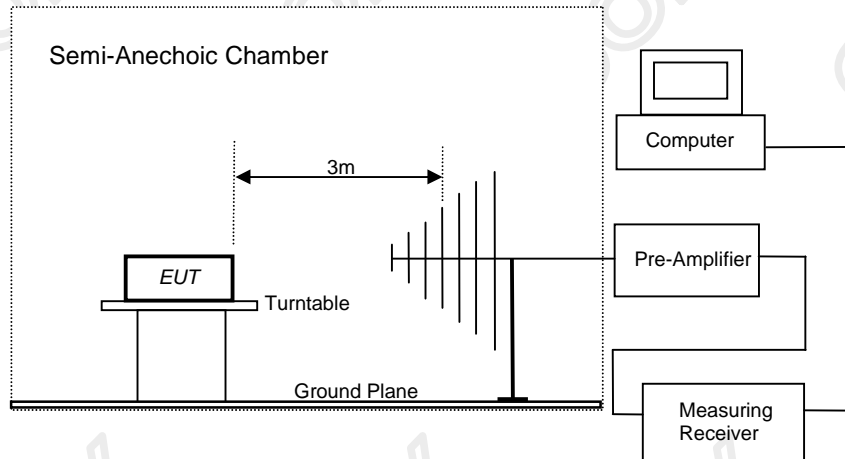 Semi-Anechoic Chamber
Computer
3m
Pre-Amplifier
EUT
Turntable
Ground Plane
Measuring
Receiver